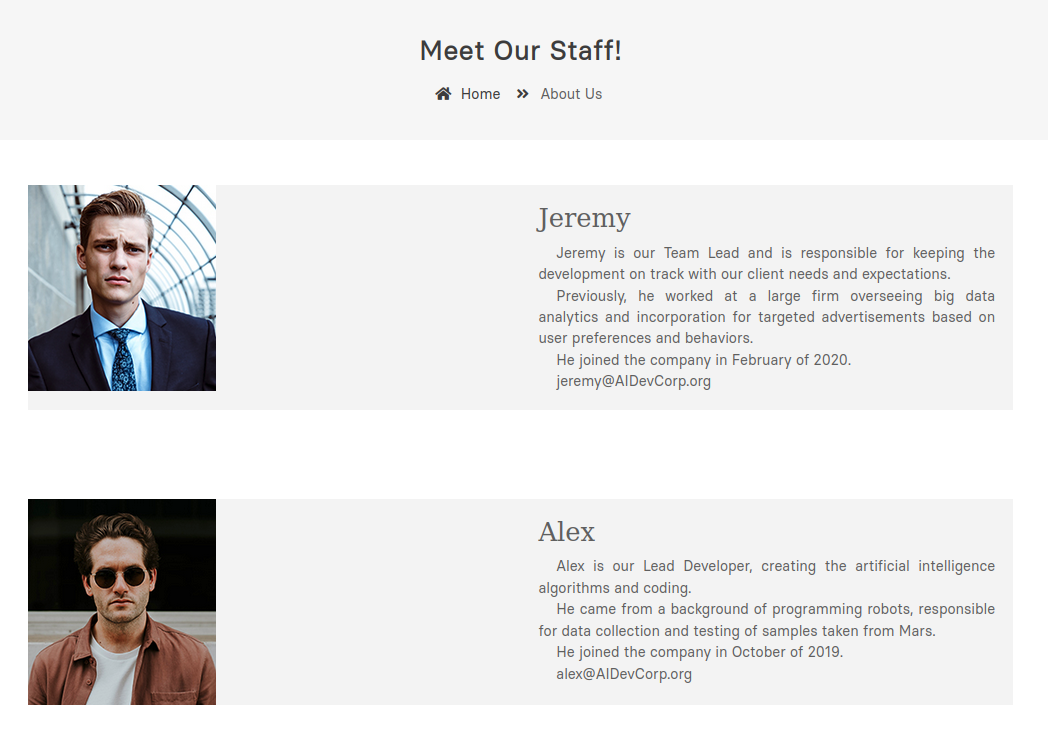 Meet Our Staff!
Home » About Us
Jeremy
Jeremy is our Team Lead and is responsible for keeping the
development on track with our client needs and expectations.
Previously, he worked at a large firm overseeing big data
analytics and incorporation for targeted advertisements based on
user preferences and behaviors.
He joined the company in February of 2020.
jeremy@AIDevCorp.org
Alex
Alex is our Lead Developer, creating the artificial intelligence
algorithms and coding.
He came from a background of programming robots, responsible
for data collection and testing of samples taken from Mars.
He joined the company in October of 2019.
alex@AIDevCorp.org